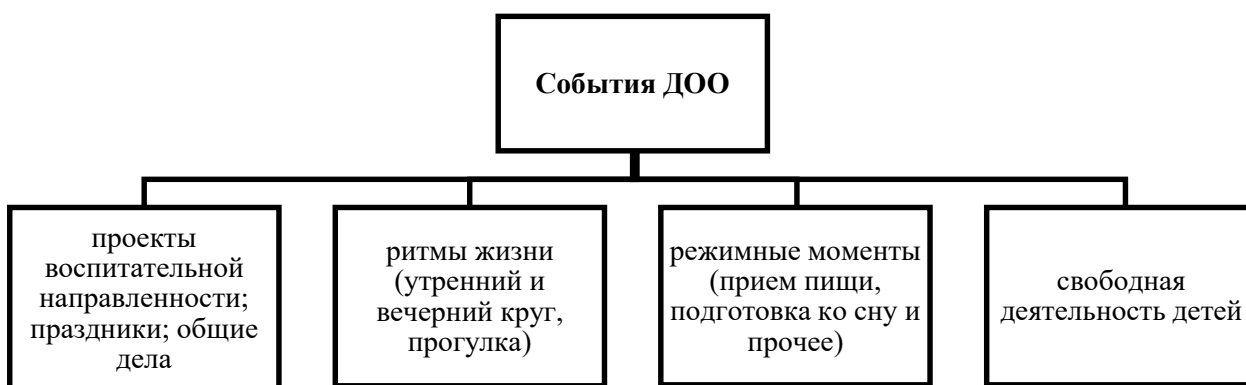 События ДОО
проекты
воспитательной
направленности;
праздники; общие
дела
ритмы жизни
(утренний и
вечерний круг,
прогулка)
режимные моменты
(прием пищи,
подготовка ко сну и
прочее)
свободная
деятельность детей